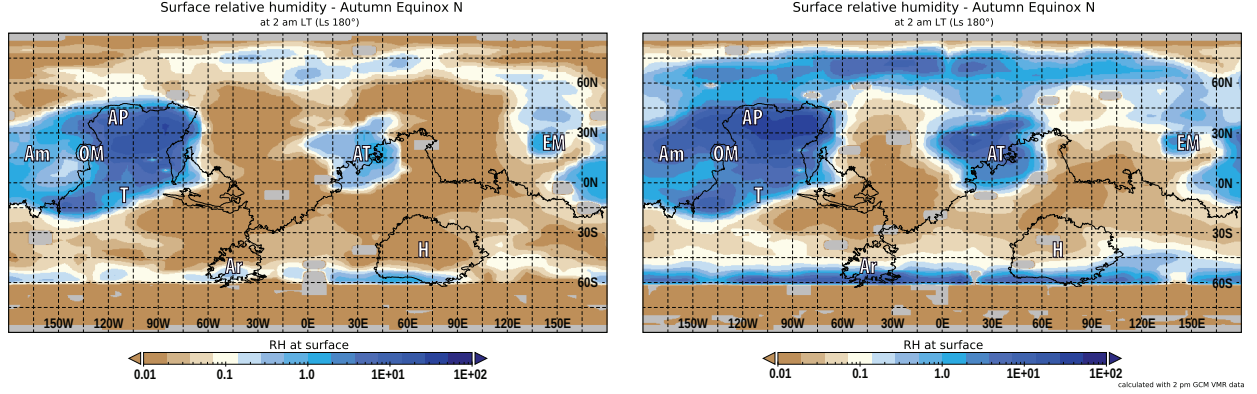 Surface relative humidity - Autumn Equinox N
at 2 am LT (Ls 180°)
60N
AP
30N
Am OM AT EM
T 0N
30S
H
Ar
60S
150W 120W 90W 60W 30W 0E 30E 60E 90E 120E 150E
RH at surface
0.01 0.1 1.0 1E+01 1E+02
Surface relative humidity - Autumn Equinox N
at 2 am LT (Ls 180°)
60N
AP
30N
Am OM AT EM
T 0N
30S
H
Ar
60S
150W 120W 90W 60W 30W 0E 30E 60E 90E 120E 150E
RH at surface
0.01 0.1 1.0 1E+01 1E+02
calculated with 2 pm GCM VMR data